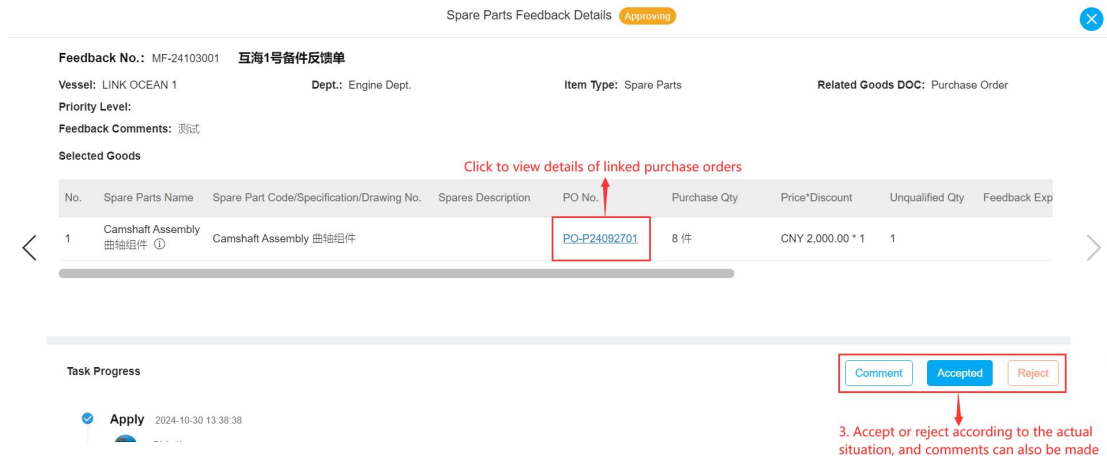 Spare Parts Feedback Details Approving
Feedback No.: MF-24103001 互海1号备件反馈单
Vessel: LINK OCEAN 1 Dept.: Engine Dept. Item Type: Spare Parts Related Goods DOC: Purchase Order
Priority Level:
Feedback Comments: 测试
Selected Goods
Click to view details of linked purchase orders
No. Spare Parts Name Spare Part Code/Specification/Drawing No. Spares Description PO No. Purchase Qty Price*Discount Unqualified Qty Feedback Exp
1 Camshaft Assembly 曲轴组件 Camshaft Assembly 曲轴组件 PO-P24092701 8 件 CNY 2,000.00 * 1 1
Task Progress Comment Accepted Reject
Apply 2024-10-30 13:38:38
3. Accept or reject according to the actual
situation, and comments can also be made